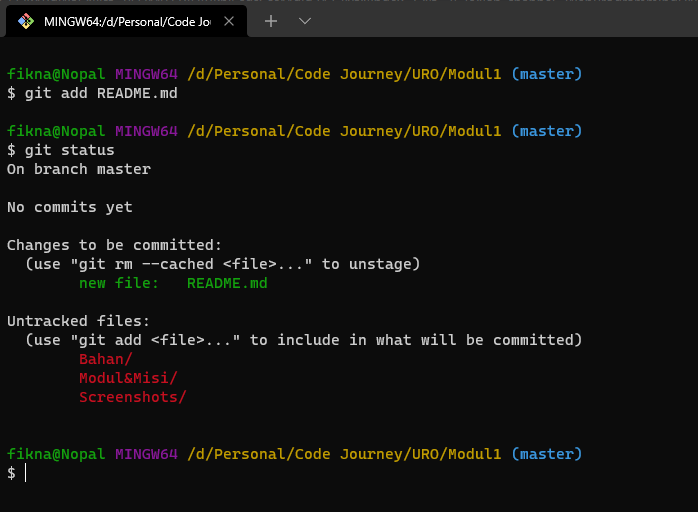 MINGW64:/d/Personal/Code Jou
fikna@Nopal MINGW64 /d/Personal/Code Journey/URO/Modul1 (master)
$ git add README.md
fikna@Nopal MINGW64 /d/Personal/Code Journey/URO/Modul1 (master)
$ git status
On branch master
No commits yet
Changes to be committed:
  (use "git rm --cached <file>..." to unstage)
        new file:   README.md
Untracked files:
  (use "git add <file>..." to include in what will be committed)
        Bahan/
        Modul&Misi/
        Screenshots/
fikna@Nopal MINGW64 /d/Personal/Code Journey/URO/Modul1 (master)
$